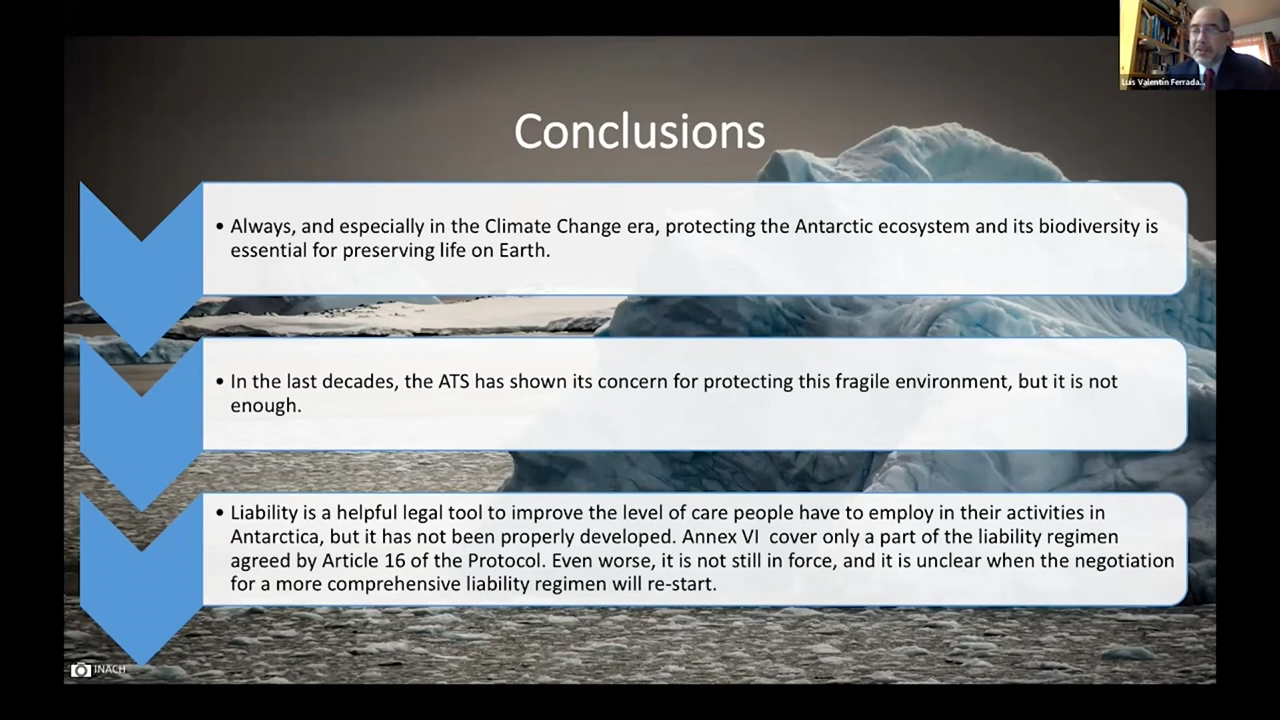 Luis Valentín Ferrada...
Conclusions
• Always, and especially in the Climate Change era, protecting the Antarctic ecosystem and its biodiversity is
essential for preserving life on Earth.
• In the last decades, the ATS has shown its concern for protecting this fragile environment, but it is not
enough.
• Liability is a helpful legal tool to improve the level of care people have to employ in their activities in
Antarctica, but it has not been properly developed. Annex VI  cover only a part of the liability regimen
agreed by Article 16 of the Protocol. Even worse, it is not still in force, and it is unclear when the negotiation
for a more comprehensive liability regimen will re-start.
INACH